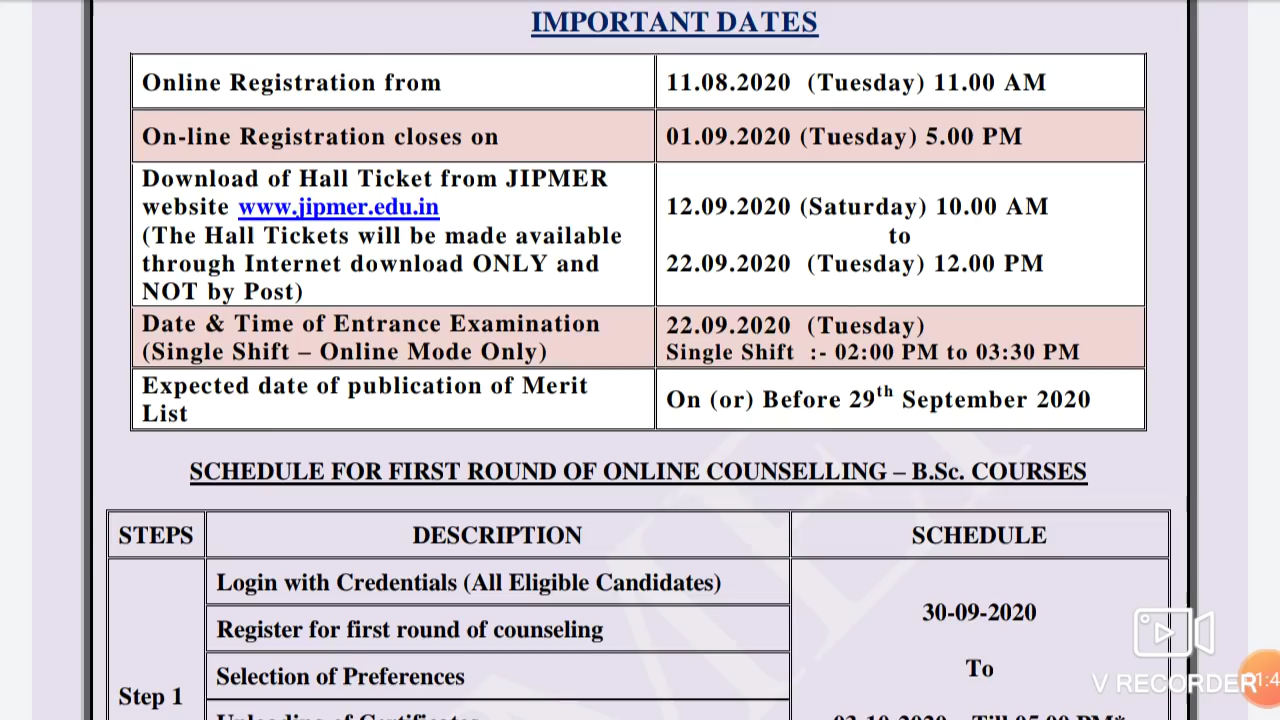 IMPORTANT DATES
Online Registration from
11.08.2020 (Tuesday) 11.00 AM
On-line Registration closes on
01.09.2020 (Tuesday) 5.00 PM
Download of Hall Ticket from JIPMER
website www.jipmer.edu.in
(The Hall Tickets will be made available
through Internet download ONLY and
NOT by Post)
12.09.2020 (Saturday) 10.00 AM
to
22.09.2020 (Tuesday) 12.00 PM
Date & Time of Entrance Examination
(Single Shift – Online Mode Only)
22.09.2020 (Tuesday)
Single Shift :- 02:00 PM to 03:30 PM
Expected date of publication of Merit
List
On (or) Before 29th September 2020
SCHEDULE FOR FIRST ROUND OF ONLINE COUNSELLING – B.Sc. COURSES
STEPS
DESCRIPTION
SCHEDULE
Step 1
Login with Credentials (All Eligible Candidates)
Register for first round of counseling
Selection of Preferences
30-09-2020
To
V RECORDER